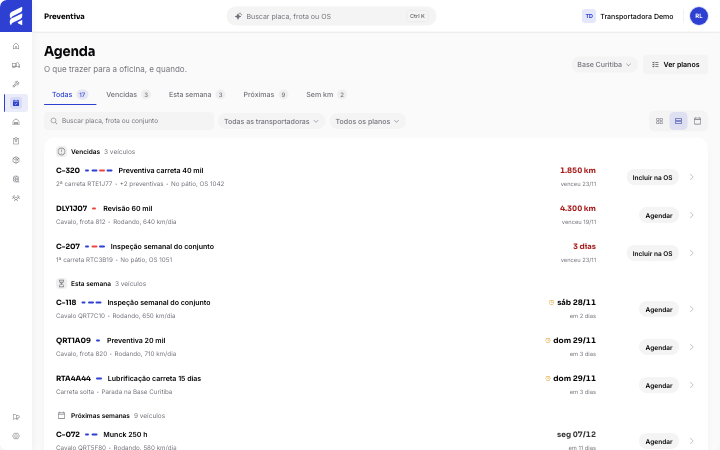 Preventiva
Buscar placa, frota ou OS
Ctrl K
TD
Transportadora Demo
RL
Agenda
O que trazer para a oficina, e quando.
Base Curitiba
Ver planos
Todas 17
Vencidas 3
Esta semana 3
Próximas 9
Sem km 2
Buscar placa, frota ou conjunto
Todas as transportadoras
Todos os planos
Vencidas 3 veículos
C-320 Preventiva carreta 40 mil
2ª carreta RTE1J77 · +2 preventivas · No pátio, OS 1042
1.850 km
venceu 23/11
Incluir na OS
DLY1J07 Revisão 60 mil
Cavalo, frota 812 · Rodando, 640 km/dia
4.300 km
venceu 19/11
Agendar
C-207 Inspeção semanal do conjunto
1ª carreta RTC3B19 · No pátio, OS 1051
3 dias
venceu 23/11
Incluir na OS
Esta semana 3 veículos
C-118 Inspeção semanal do conjunto
Cavalo QRT7C10 · Rodando, 650 km/dia
sáb 28/11
em 2 dias
Agendar
QRT1A09 Preventiva 20 mil
Cavalo, frota 820 · Rodando, 710 km/dia
dom 29/11
em 3 dias
Agendar
RTA4A44 Lubrificação carreta 15 dias
Carreta solta · Parada na Base Curitiba
dom 29/11
em 3 dias
Agendar
Próximas semanas 9 veículos
C-072 Munck 250 h
Cavalo QRT5F80 · Rodando, 580 km/dia
seg 07/12
em 11 dias
Agendar